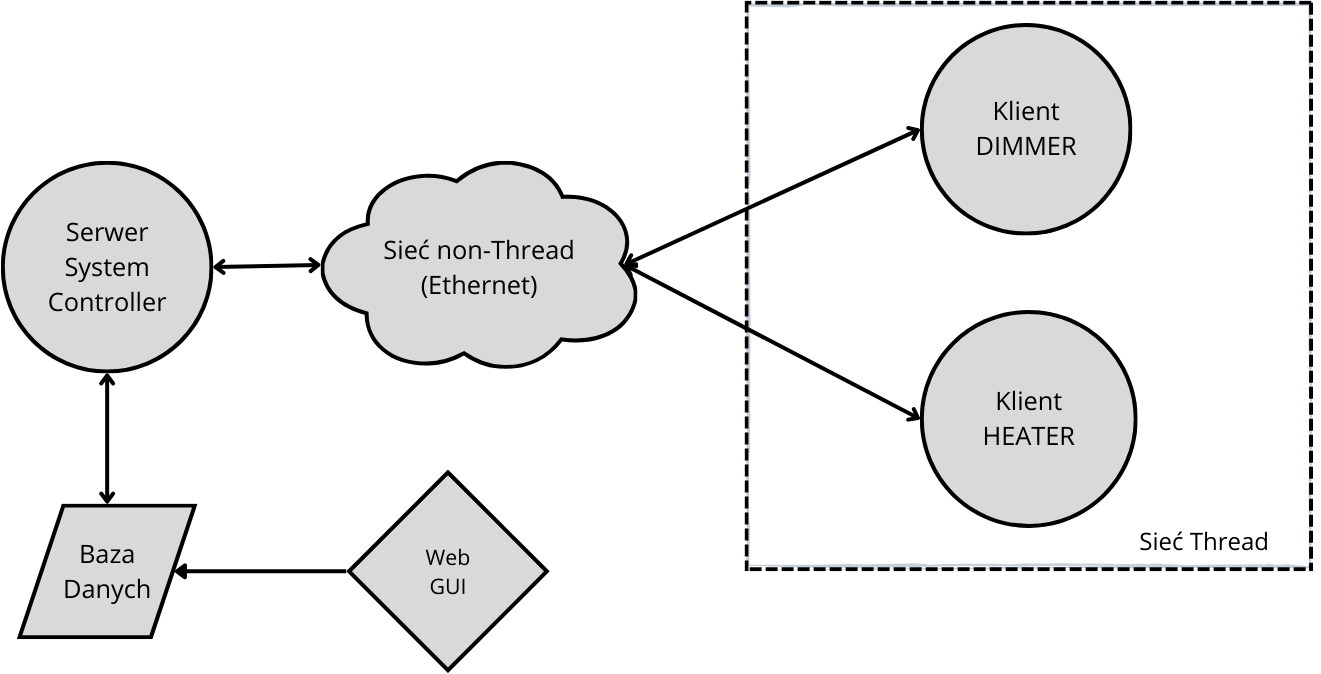 Klient
DIMMER
Serwer
System
Controller
Sieć non-Thread
(Ethernet)
Klient
HEATER
Sieć Thread
Baza
Danych
Web
GUI